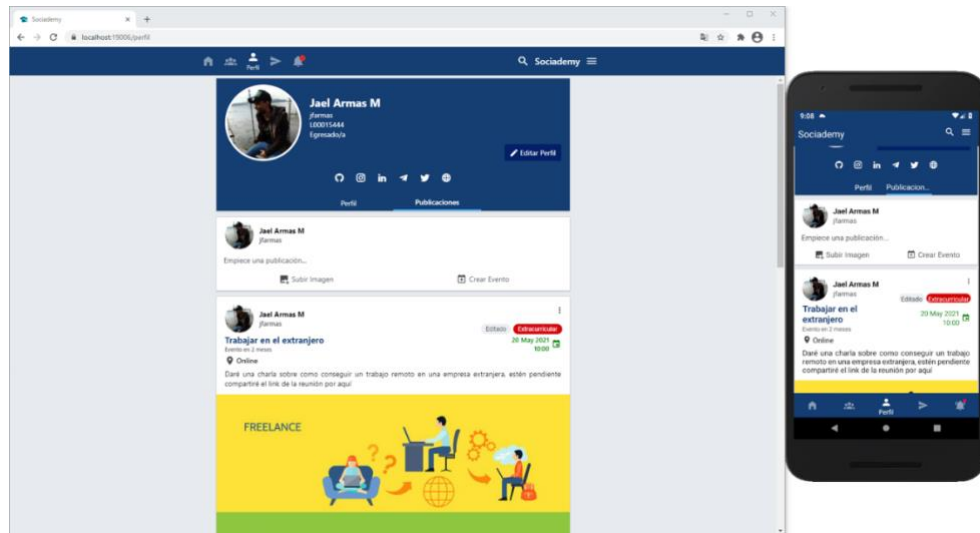 Sociademy
localhost:19006/perfil
Perfil
Sociademy
Jael Armas M
jfarmas
L00015444
Egresado/a
Editar Perfil
Perfil
Publicaciones
Jael Armas M
jfarmas
Empiece una publicación...
Subir Imagen
Crear Evento
Jael Armas M
jfarmas
Editado
Extracurricular
Trabajar en el extranjero
20 May 2021
10:00
Evento en 2 meses
Online
Daré una charla sobre como conseguir un trabajo remoto en una empresa extranjera, estén pendiente
compartiré el link de la reunión por aquí
FREELANCE
9:08
Sociademy
Perfil
Publicacion...
Jael Armas M
jfarmas
Empiece una publicación...
Subir Imagen
Crear Evento
Jael Armas M
jfarmas
Editado
Extracurricular
Trabajar en el
extranjero
20 May 2021
10:00
Evento en 2 meses
Online
Daré una charla sobre como conseguir un trabajo
remoto en una empresa extranjera, estén pendiente
compartiré el link de la reunión por aquí
Perfil